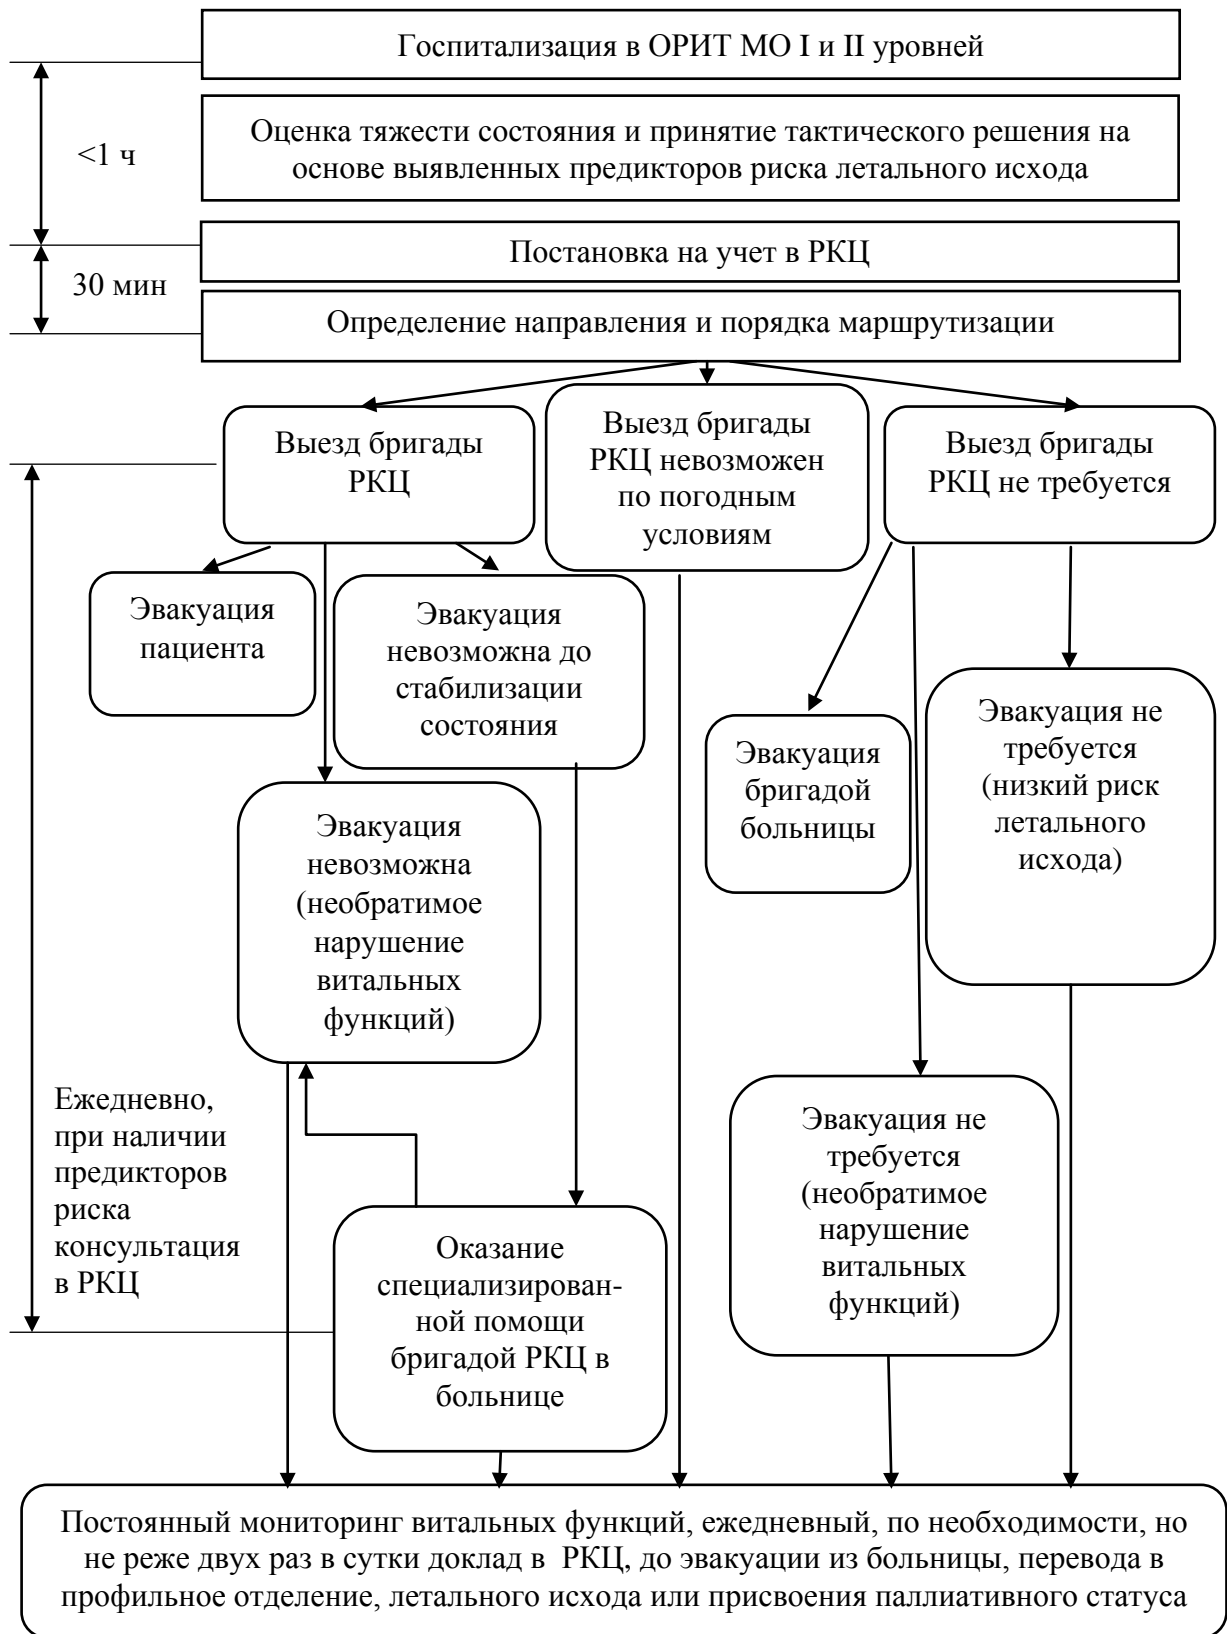 Госпитализация в ОРИТ МО I и II уровней
<1 ч
Оценка тяжести состояния и принятие тактического решения на
основе выявленных предикторов риска летального исхода
Постановка на учет в РКЦ
30 мин
Определение направления и порядка маршрутизации
Выезд бригады
РКЦ
Выезд бригады
РКЦ невозможен
по погодным
условиям
Выезд бригады
РКЦ не требуется
Эвакуация
пациента
Эвакуация
невозможна до
стабилизации
состояния
Эвакуация
бригадой
больницы
Эвакуация не
требуется
(низкий риск
летального
исхода)
Эвакуация
невозможна
(необратимое
нарушение
витальных
функций)
Ежедневно,
при наличии
предикторов
риска
консультация
в РКЦ
Оказание
специализирован-
ной помощи
бригадой РКЦ в
больнице
Эвакуация не
требуется
(необратимое
нарушение
витальных
функций)
Постоянный мониторинг витальных функций, ежедневный, по необходимости, но
не реже двух раз в сутки доклад в РКЦ, до эвакуации из больницы, перевода в
профильное отделение, летального исхода или присвоения паллиативного статуса